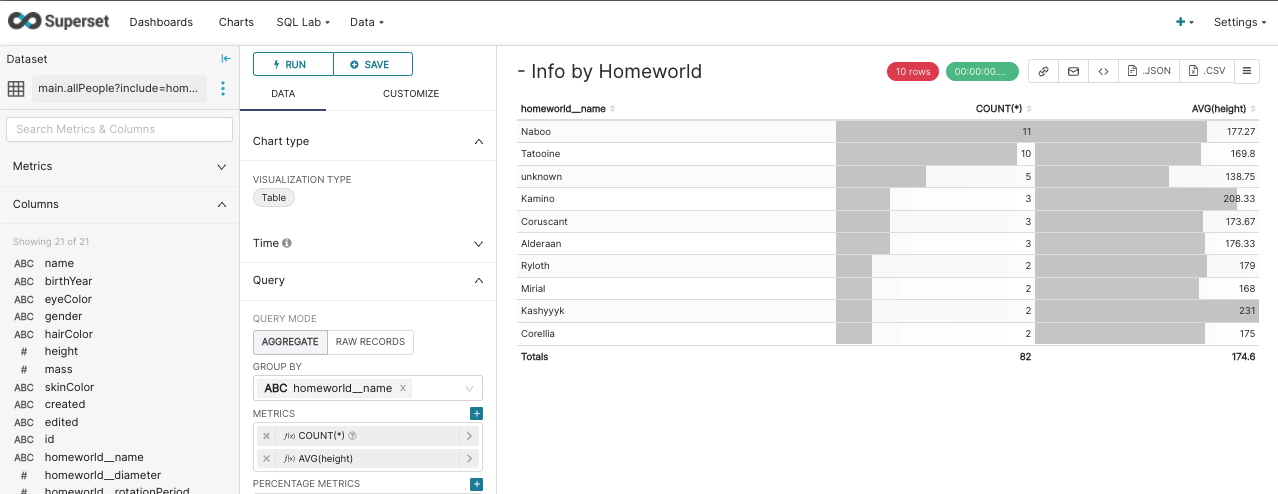 Superset Dashboards Charts SQL Lab Data + Settings
Dataset
main.allPeople?include=hom...
Search Metrics & Columns
Metrics
Columns
Showing 21 of 21
ABC name
ABC birthYear
ABC eyeColor
ABC gender
ABC hairColor
# height
# mass
ABC skinColor
ABC created
ABC edited
ABC id
ABC homeworld__name
# homeworld__diameter
# homeworld__rotationPeriod
RUN SAVE
DATA CUSTOMIZE
Chart type
VISUALIZATION TYPE
Table
Time
Query
QUERY MODE
AGGREGATE RAW RECORDS
GROUP BY
ABC homeworld__name ×
METRICS +
× ƒ(x) COUNT(*)
× ƒ(x) AVG(height)
PERCENTAGE METRICS +
- Info by Homeworld 10 rows 00:00:00.... .JSON .CSV
homeworld__name COUNT(*) AVG(height)
Naboo 11 177.27
Tatooine 10 169.8
unknown 5 138.75
Kamino 3 208.33
Coruscant 3 173.67
Alderaan 3 176.33
Ryloth 2 179
Mirial 2 168
Kashyyyk 2 231
Corellia 2 175
Totals 82 174.6